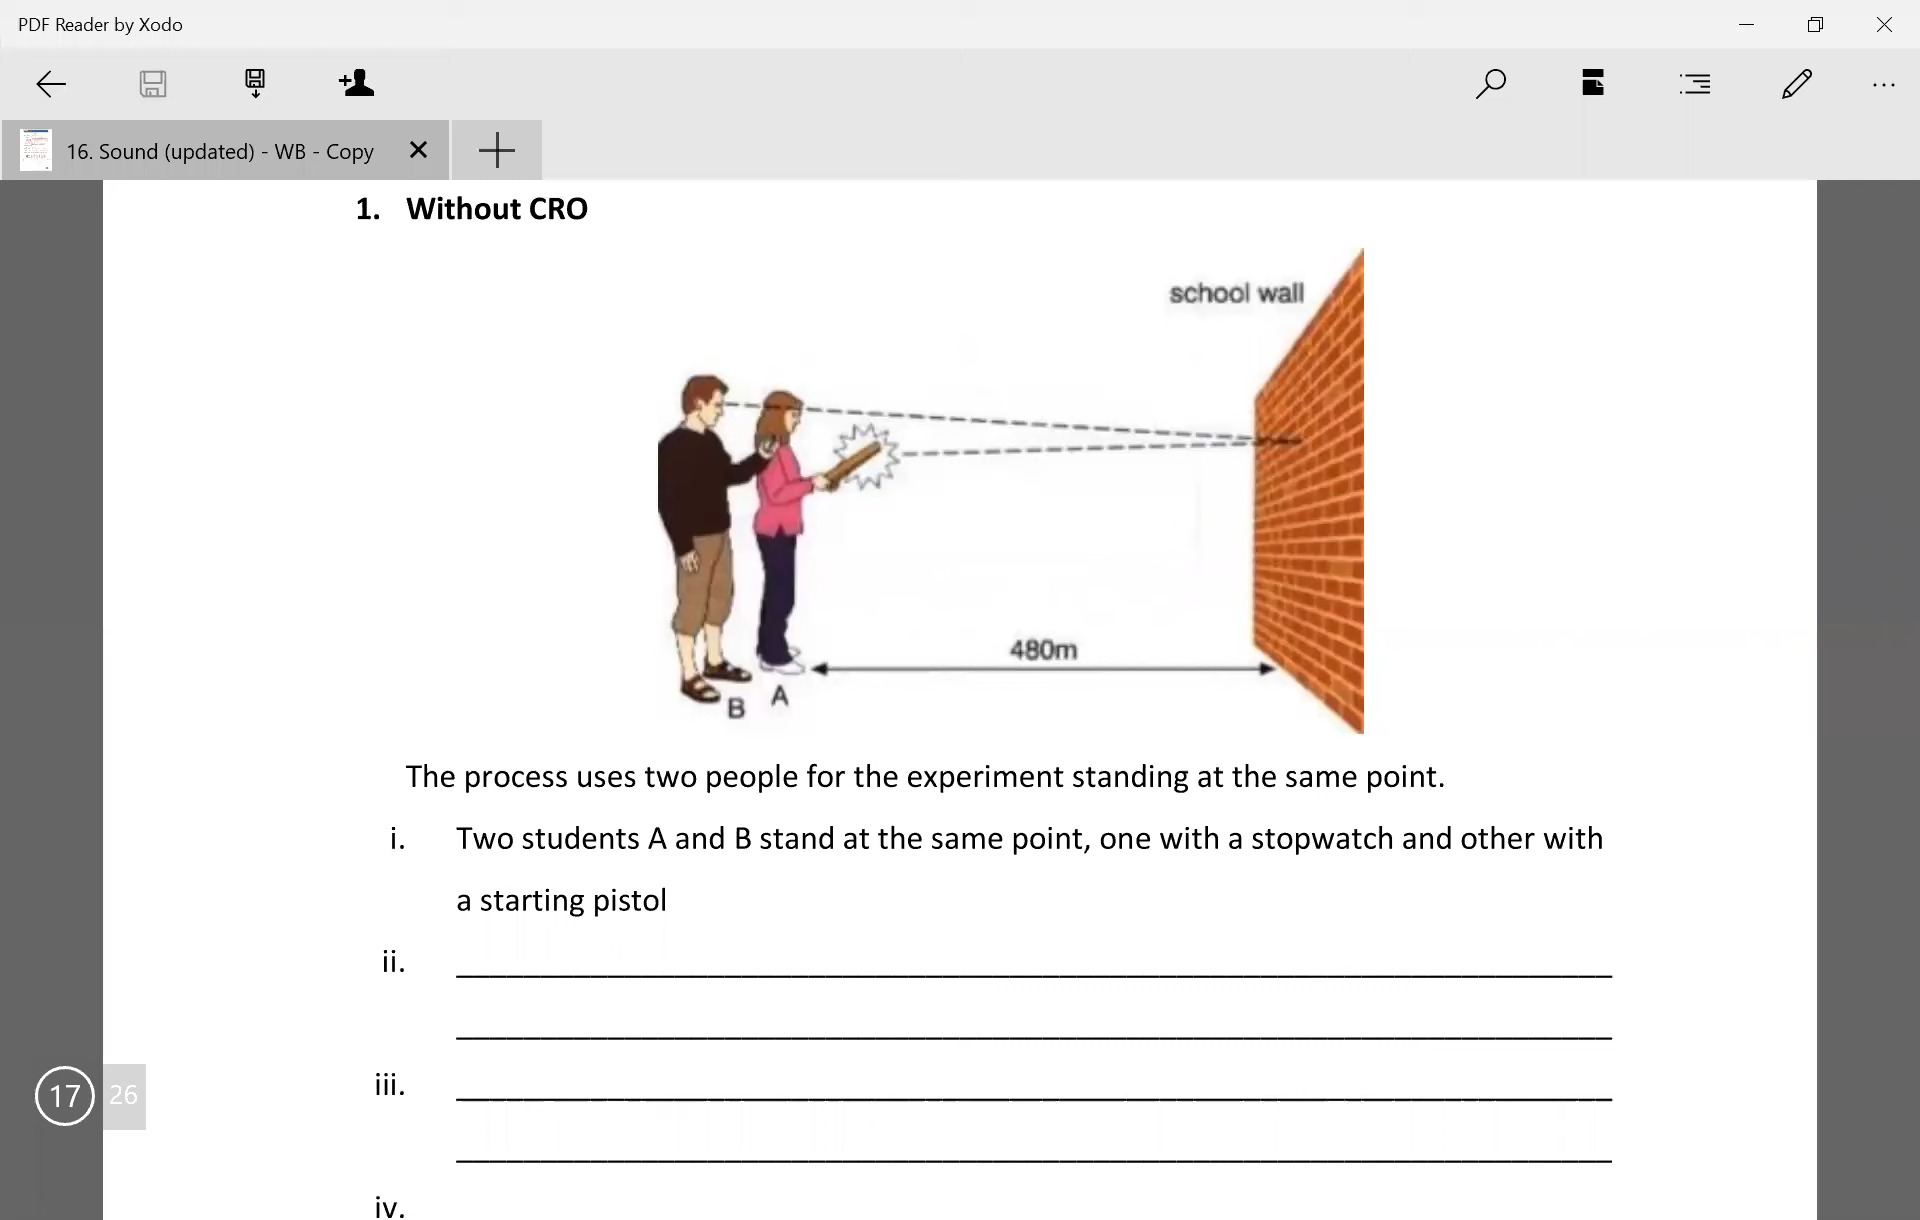 PDF Reader by Xodo
16. Sound (updated) - WB - Copy
1. Without CRO
school wall
480m
B A
The process uses two people for the experiment standing at the same point.
i. Two students A and B stand at the same point, one with a stopwatch and other with
a starting pistol
ii.
iii.
17 26
iv.